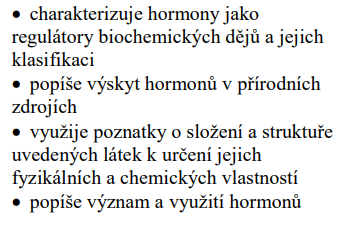 • charakterizuje hormony jako
regulátory biochemických dějů a jejich
klasifikaci
• popíše výskyt hormonů v přírodních
zdrojích
• využije poznatky o složení a struktuře
uvedených látek k určení jejich
fyzikálních a chemických vlastností
• popíše význam a využití hormonů